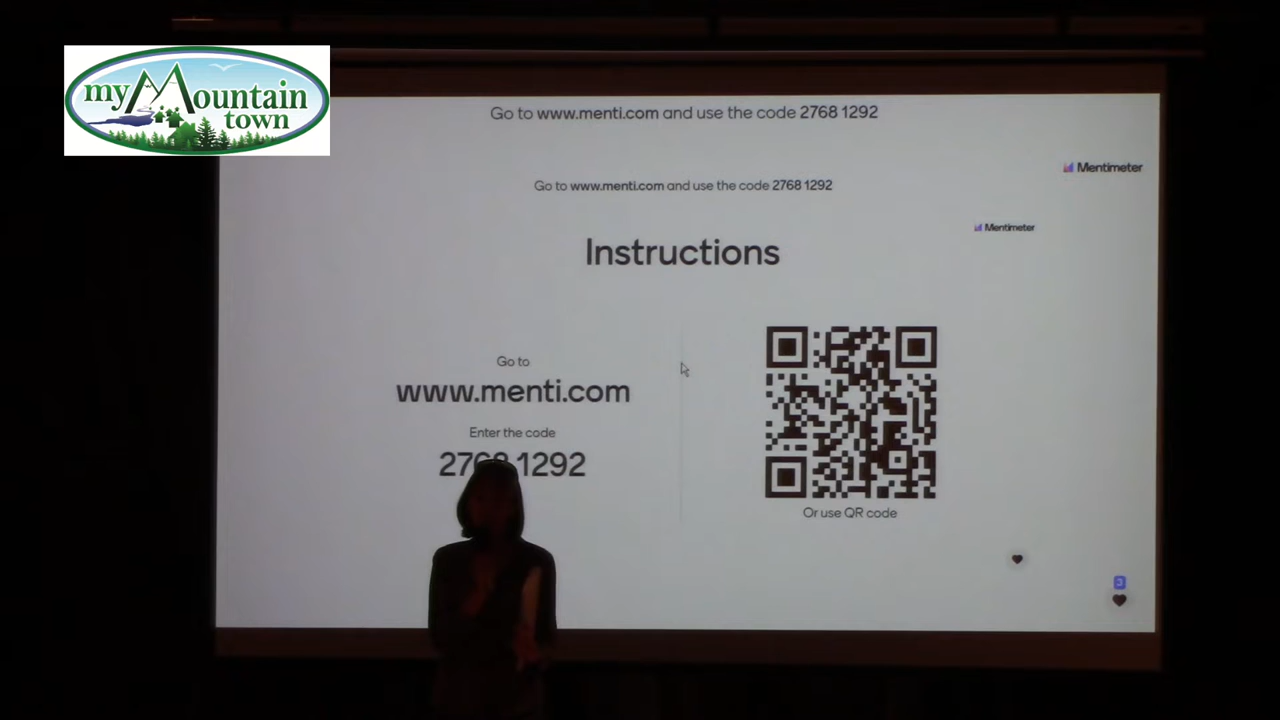 my Mountain
town
Go to www.menti.com and use the code 2768 1292
Mentimeter
Go to www.menti.com and use the code 2768 1292
Mentimeter
Instructions
Go to
www.menti.com
Enter the code
2768 1292
Or use QR code